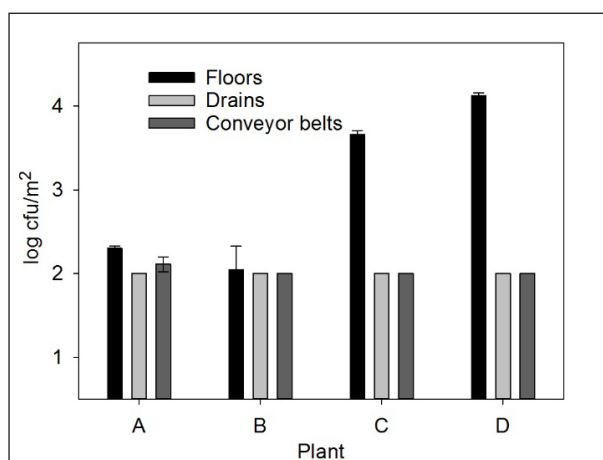 Floors
Drains
Conveyor belts
4
3
2
1
log cfu/m²
A B C D
Plant